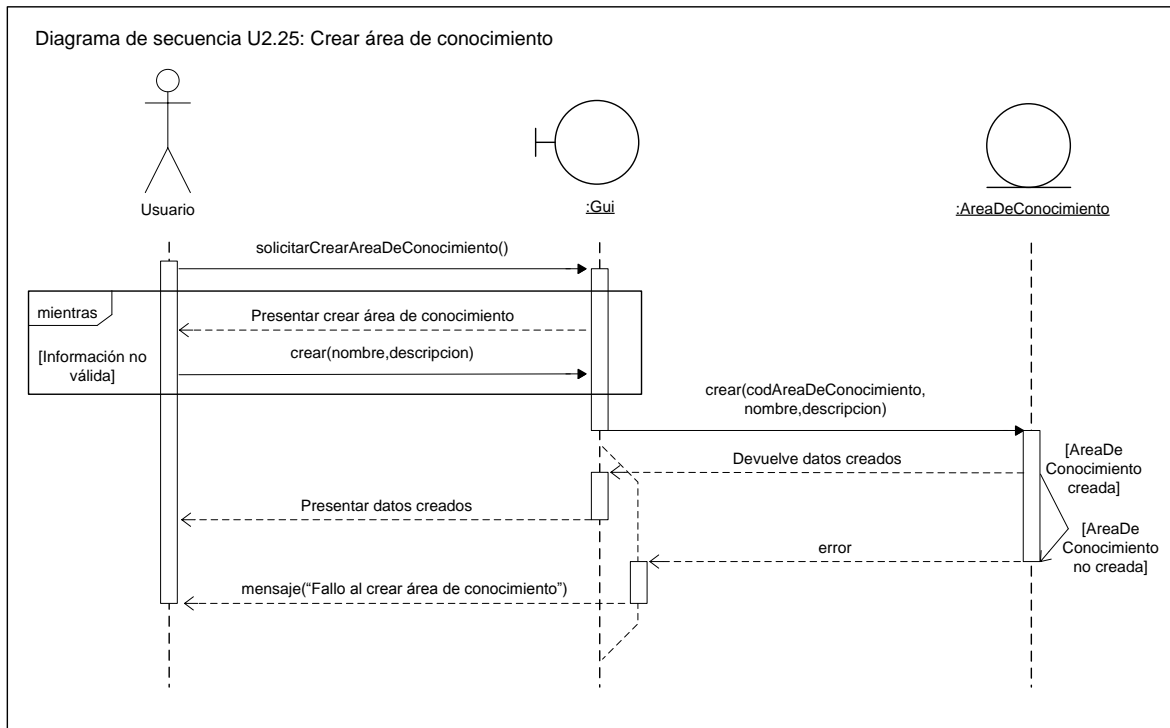 Diagrama de secuencia U2.25: Crear área de conocimiento
Usuario
:Gui
:AreaDeConocimiento
solicitarCrearAreaDeConocimiento()
mientras
Presentar crear área de conocimiento
[Información no
válida]
crear(nombre,descripcion)
crear(codAreaDeConocimiento,
nombre,descripcion)
Devuelve datos creados
[AreaDe
Conocimiento
creada]
Presentar datos creados
[AreaDe
Conocimiento
no creada]
error
mensaje(“Fallo al crear área de conocimiento”)